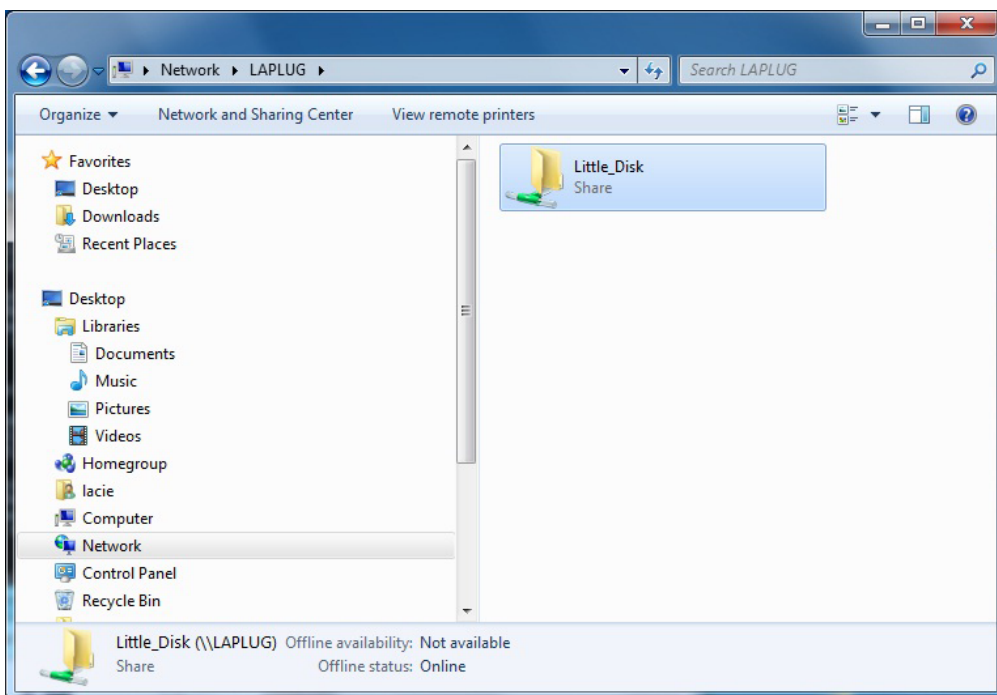 Network ▸ LAPLUG ▸
Search LAPLUG
Organize Network and Sharing Center View remote printers
Favorites
Desktop
Downloads
Recent Places
Desktop
Libraries
Documents
Music
Pictures
Videos
Homegroup
lacie
Computer
Network
Control Panel
Recycle Bin
Little_Disk
Share
Little_Disk (\\LAPLUG) Offline availability: Not available
Share Offline status: Online